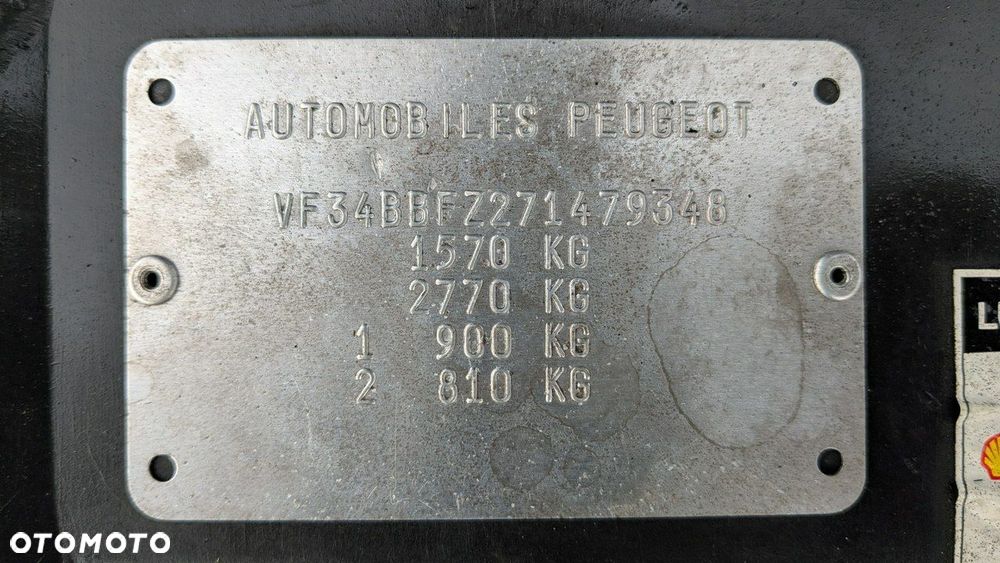 AUTOMOBILES PEUGEOT
VF34BBFZ271479348
1570 KG
2770 KG
1 900 KG
2 810 KG
OTOMOTO